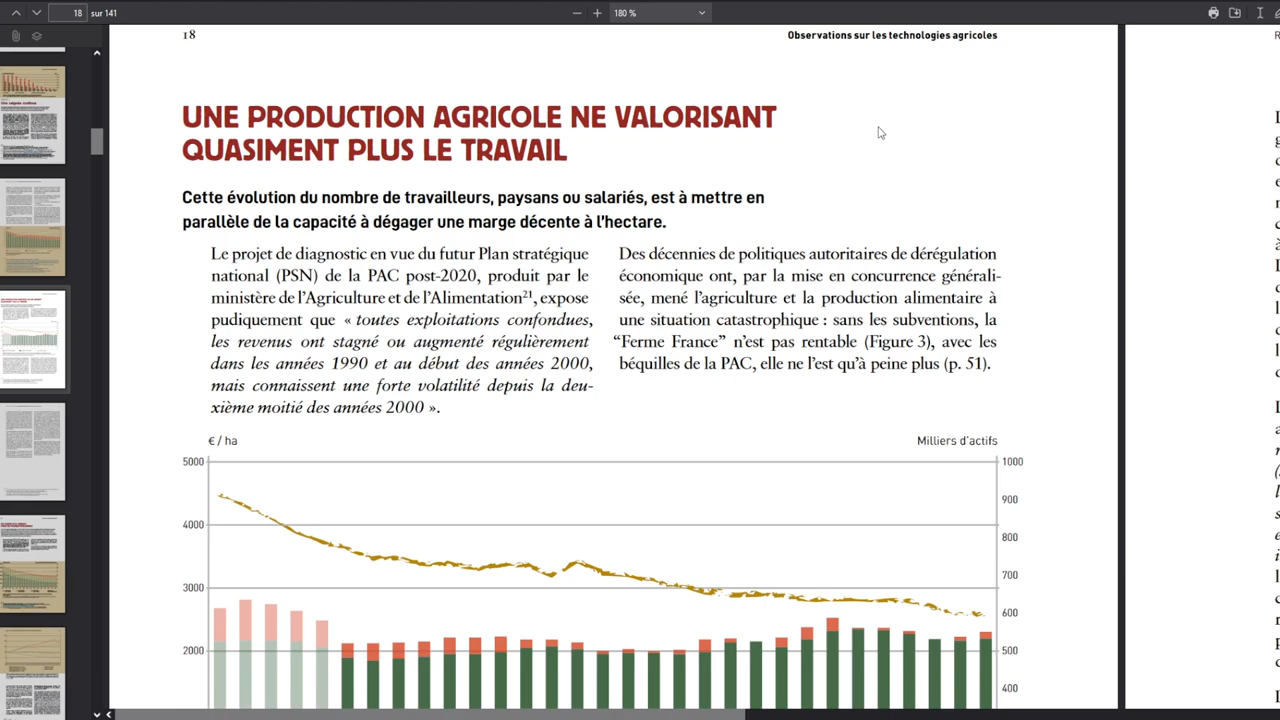 18 sur 141
180 %
18
Observations sur les technologies agricoles
UNE PRODUCTION AGRICOLE NE VALORISANT
QUASIMENT PLUS LE TRAVAIL
Cette évolution du nombre de travailleurs, paysans ou salariés, est à mettre en
parallèle de la capacité à dégager une marge décente à l'hectare.
Le projet de diagnostic en vue du futur Plan stratégique
national (PSN) de la PAC post-2020, produit par le
ministère de l'Agriculture et de l'Alimentation²¹, expose
pudiquement que « toutes exploitations confondues,
les revenus ont stagné ou augmenté régulièrement
dans les années 1990 et au début des années 2000,
mais connaissent une forte volatilité depuis la deu-
xième moitié des années 2000 ».
Des décennies de politiques autoritaires de dérégulation
économique ont, par la mise en concurrence générali-
sée, mené l'agriculture et la production alimentaire à
une situation catastrophique : sans les subventions, la
“Ferme France” n'est pas rentable (Figure 3), avec les
béquilles de la PAC, elle ne l'est qu'à peine plus (p. 51).
€ / ha
Milliers d'actifs
5000
4000
3000
2000
1000
900
800
700
600
500
400